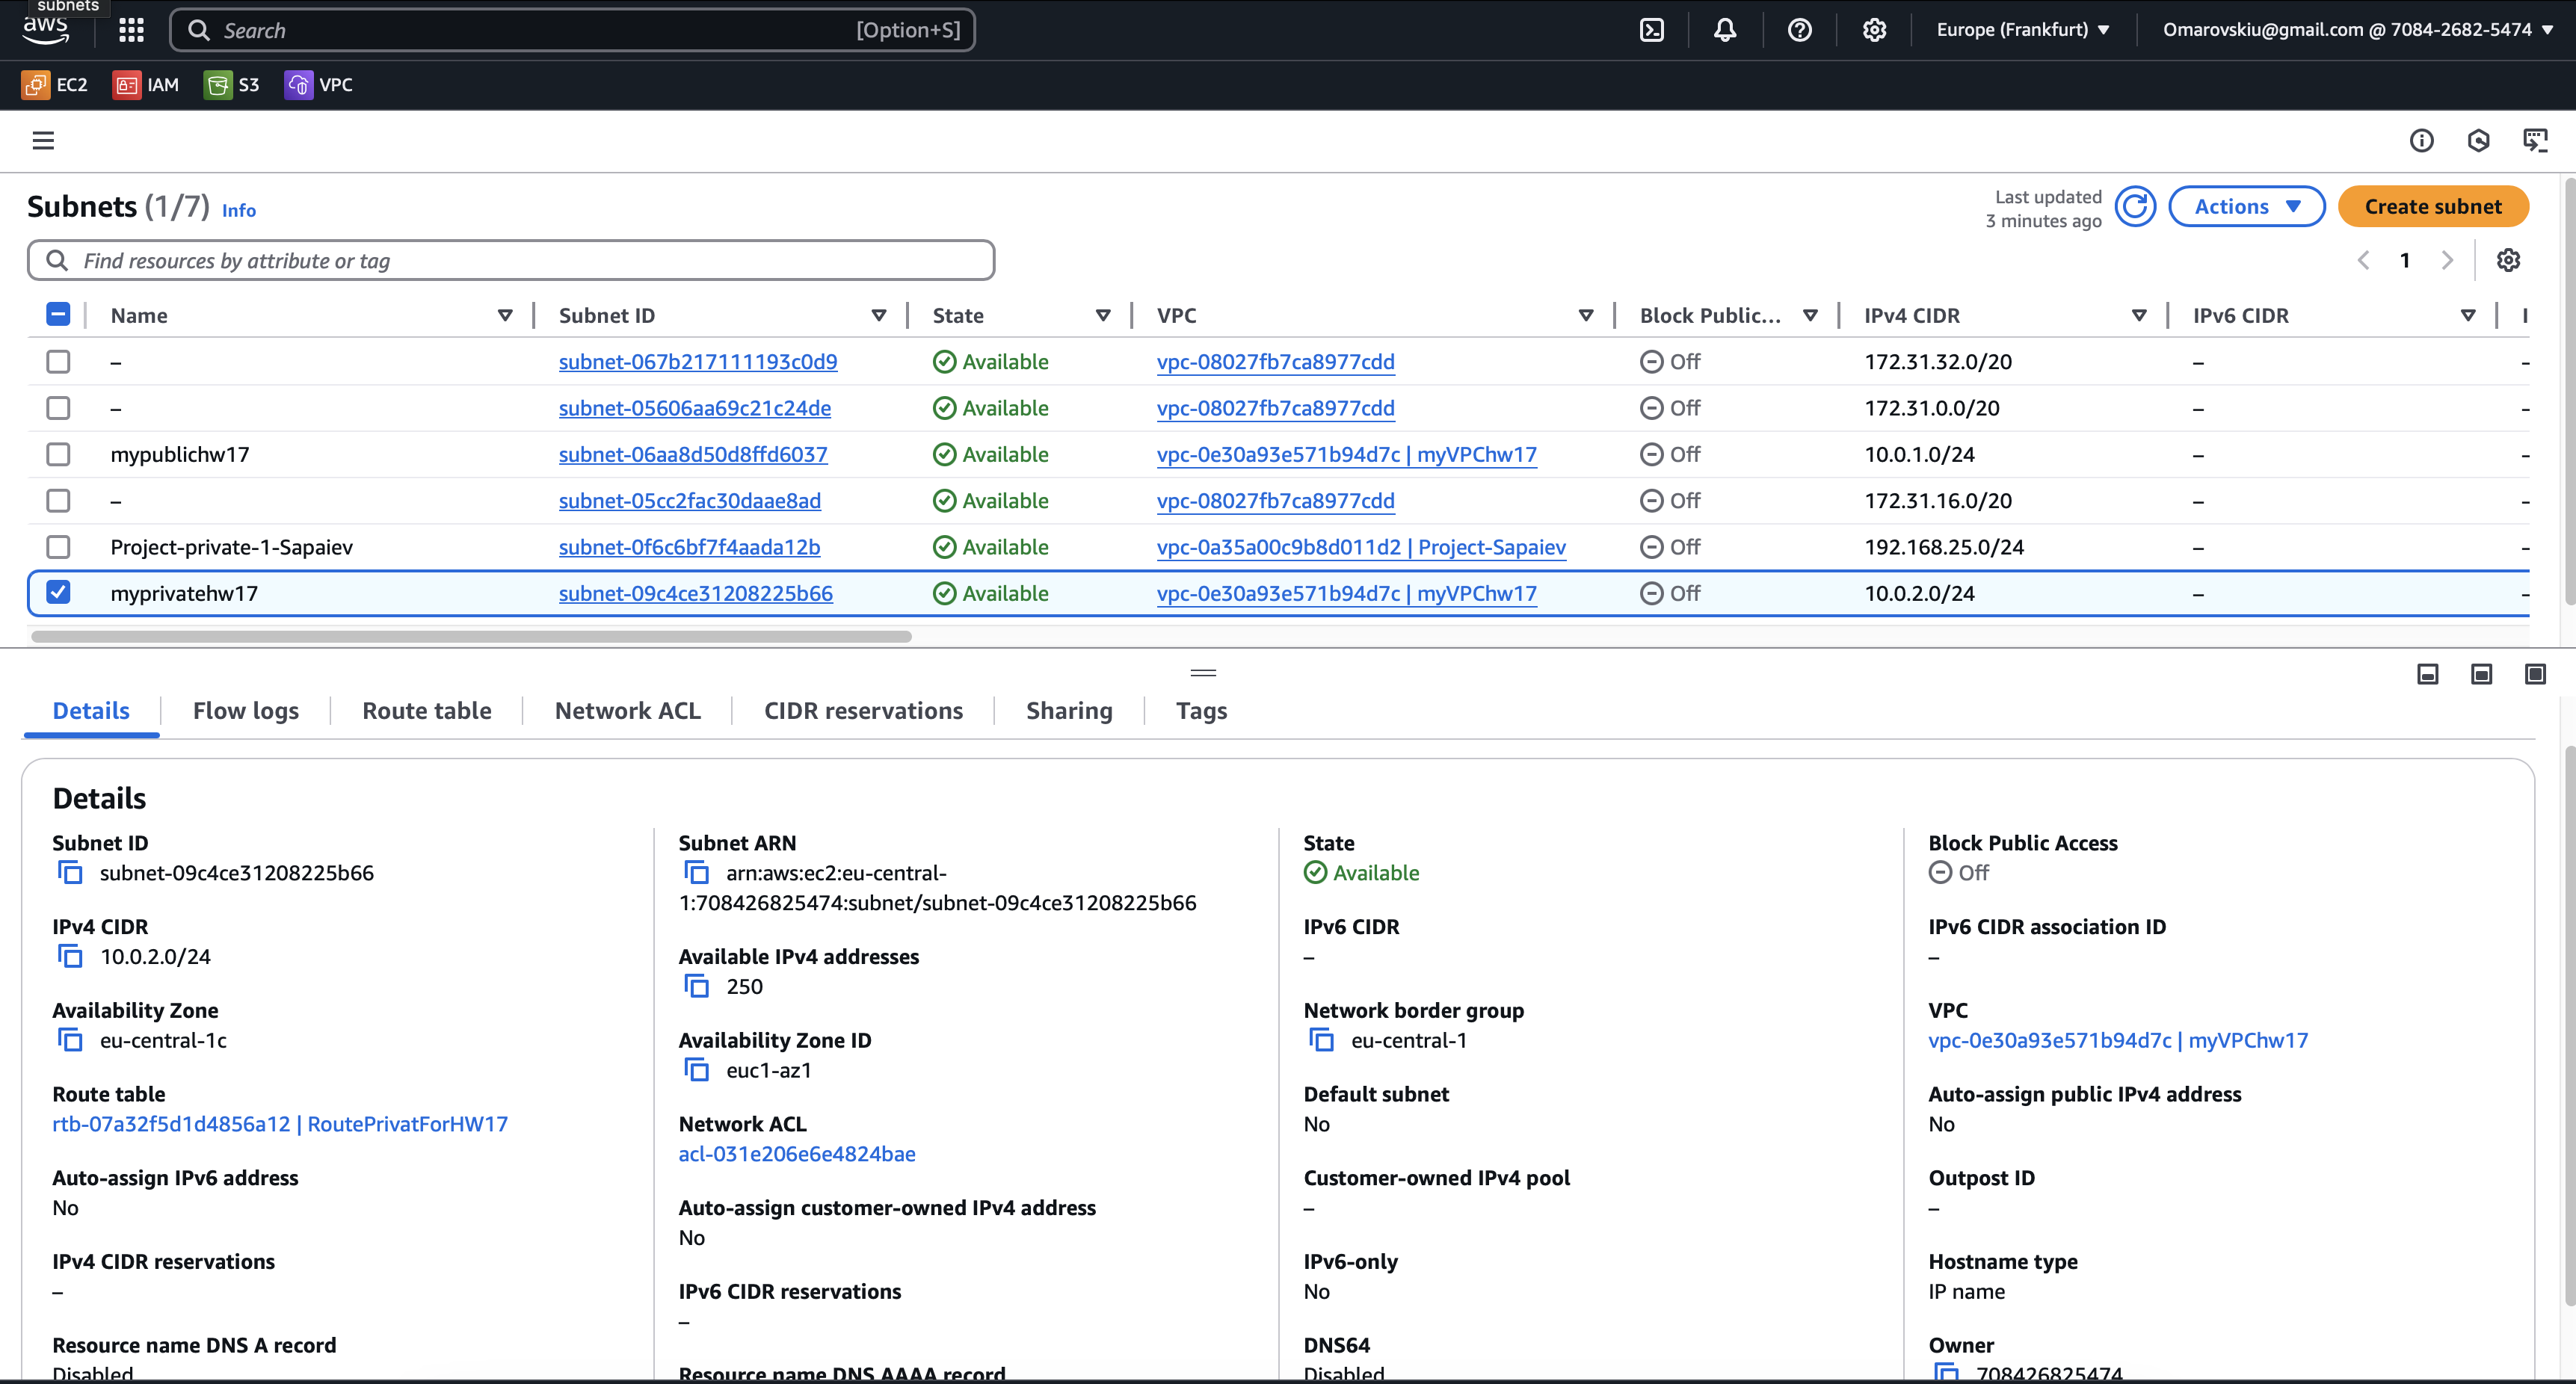 subnets
aws
Search
[Option+S]
Europe (Frankfurt)
Omarovskiu@gmail.com @ 7084-2682-5474
EC2
IAM
S3
VPC
Subnets (1/7) Info
Last updated
3 minutes ago
Actions
Create subnet
Find resources by attribute or tag
1
Name Subnet ID State VPC Block Public... IPv4 CIDR IPv6 CIDR
– subnet-067b217111193c0d9 Available vpc-08027fb7ca8977cdd Off 172.31.32.0/20 – –
– subnet-05606aa69c21c24de Available vpc-08027fb7ca8977cdd Off 172.31.0.0/20 – –
mypublichw17 subnet-06aa8d50d8ffd6037 Available vpc-0e30a93e571b94d7c | myVPChw17 Off 10.0.1.0/24 – –
– subnet-05cc2fac30daae8ad Available vpc-08027fb7ca8977cdd Off 172.31.16.0/20 – –
Project-private-1-Sapaiev subnet-0f6c6bf7f4aada12b Available vpc-0a35a00c9b8d011d2 | Project-Sapaiev Off 192.168.25.0/24 – –
myprivatehw17 subnet-09c4ce31208225b66 Available vpc-0e30a93e571b94d7c | myVPChw17 Off 10.0.2.0/24 – –
Details Flow logs Route table Network ACL CIDR reservations Sharing Tags
Details
Subnet ID
subnet-09c4ce31208225b66
IPv4 CIDR
10.0.2.0/24
Availability Zone
eu-central-1c
Route table
rtb-07a32f5d1d4856a12 | RoutePrivatForHW17
Auto-assign IPv6 address
No
IPv4 CIDR reservations
–
Resource name DNS A record
Disabled
Subnet ARN
arn:aws:ec2:eu-central-
1:708426825474:subnet/subnet-09c4ce31208225b66
Available IPv4 addresses
250
Availability Zone ID
euc1-az1
Network ACL
acl-031e206e6e4824bae
Auto-assign customer-owned IPv4 address
No
IPv6 CIDR reservations
–
Resource name DNS AAAA record
State
Available
IPv6 CIDR
–
Network border group
eu-central-1
Default subnet
No
Customer-owned IPv4 pool
–
IPv6-only
No
DNS64
Disabled
Block Public Access
Off
IPv6 CIDR association ID
–
VPC
vpc-0e30a93e571b94d7c | myVPChw17
Auto-assign public IPv4 address
No
Outpost ID
–
Hostname type
IP name
Owner
708426825474